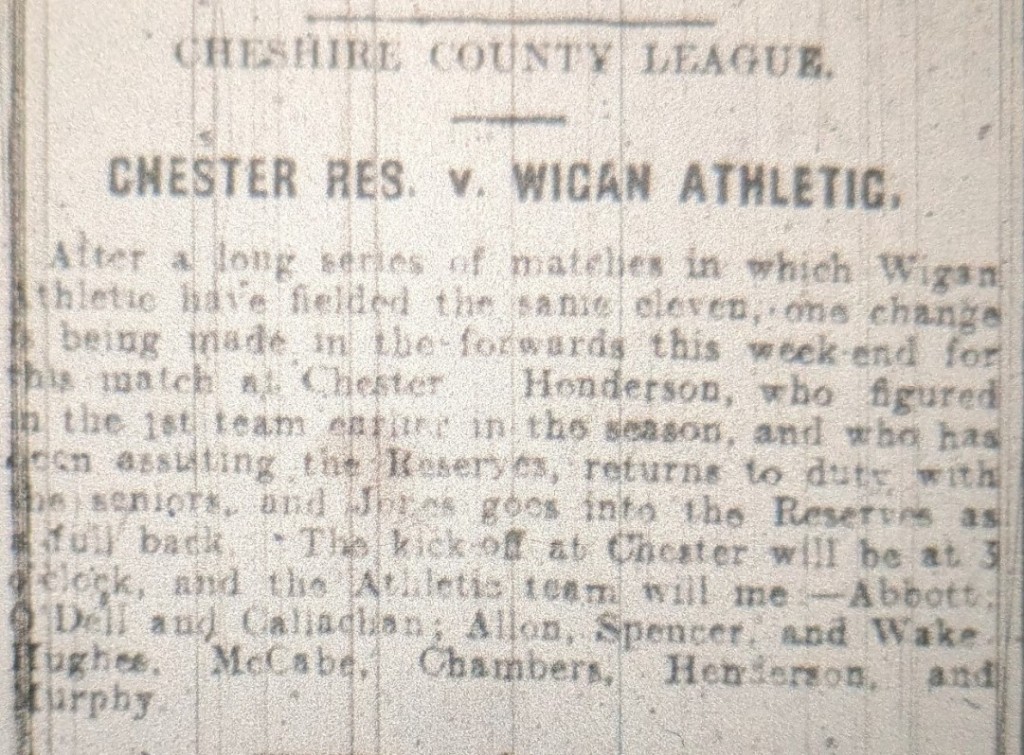 CHESHIRE COUNTY LEAGUE.
CHESTER RES. v. WIGAN ATHLETIC.
After a long series of matches in which Wigan
Athletic have fielded the same eleven, one change
is being made in the forwards this week-end for
this match at Chester Henderson, who figured
in the 1st team earlier in the season, and who has
been assisting the Reserves, returns to duty with
the seniors, and Jones goes into the Reserves as
a full back The kick-off at Chester will be at 3
o'clock, and the Athletic team will me:—Abbott,
O'Dell and Callaghan; Allon, Spencer, and Wake
Hughes, McCabe, Chambers, Henderson, and
Murphy.